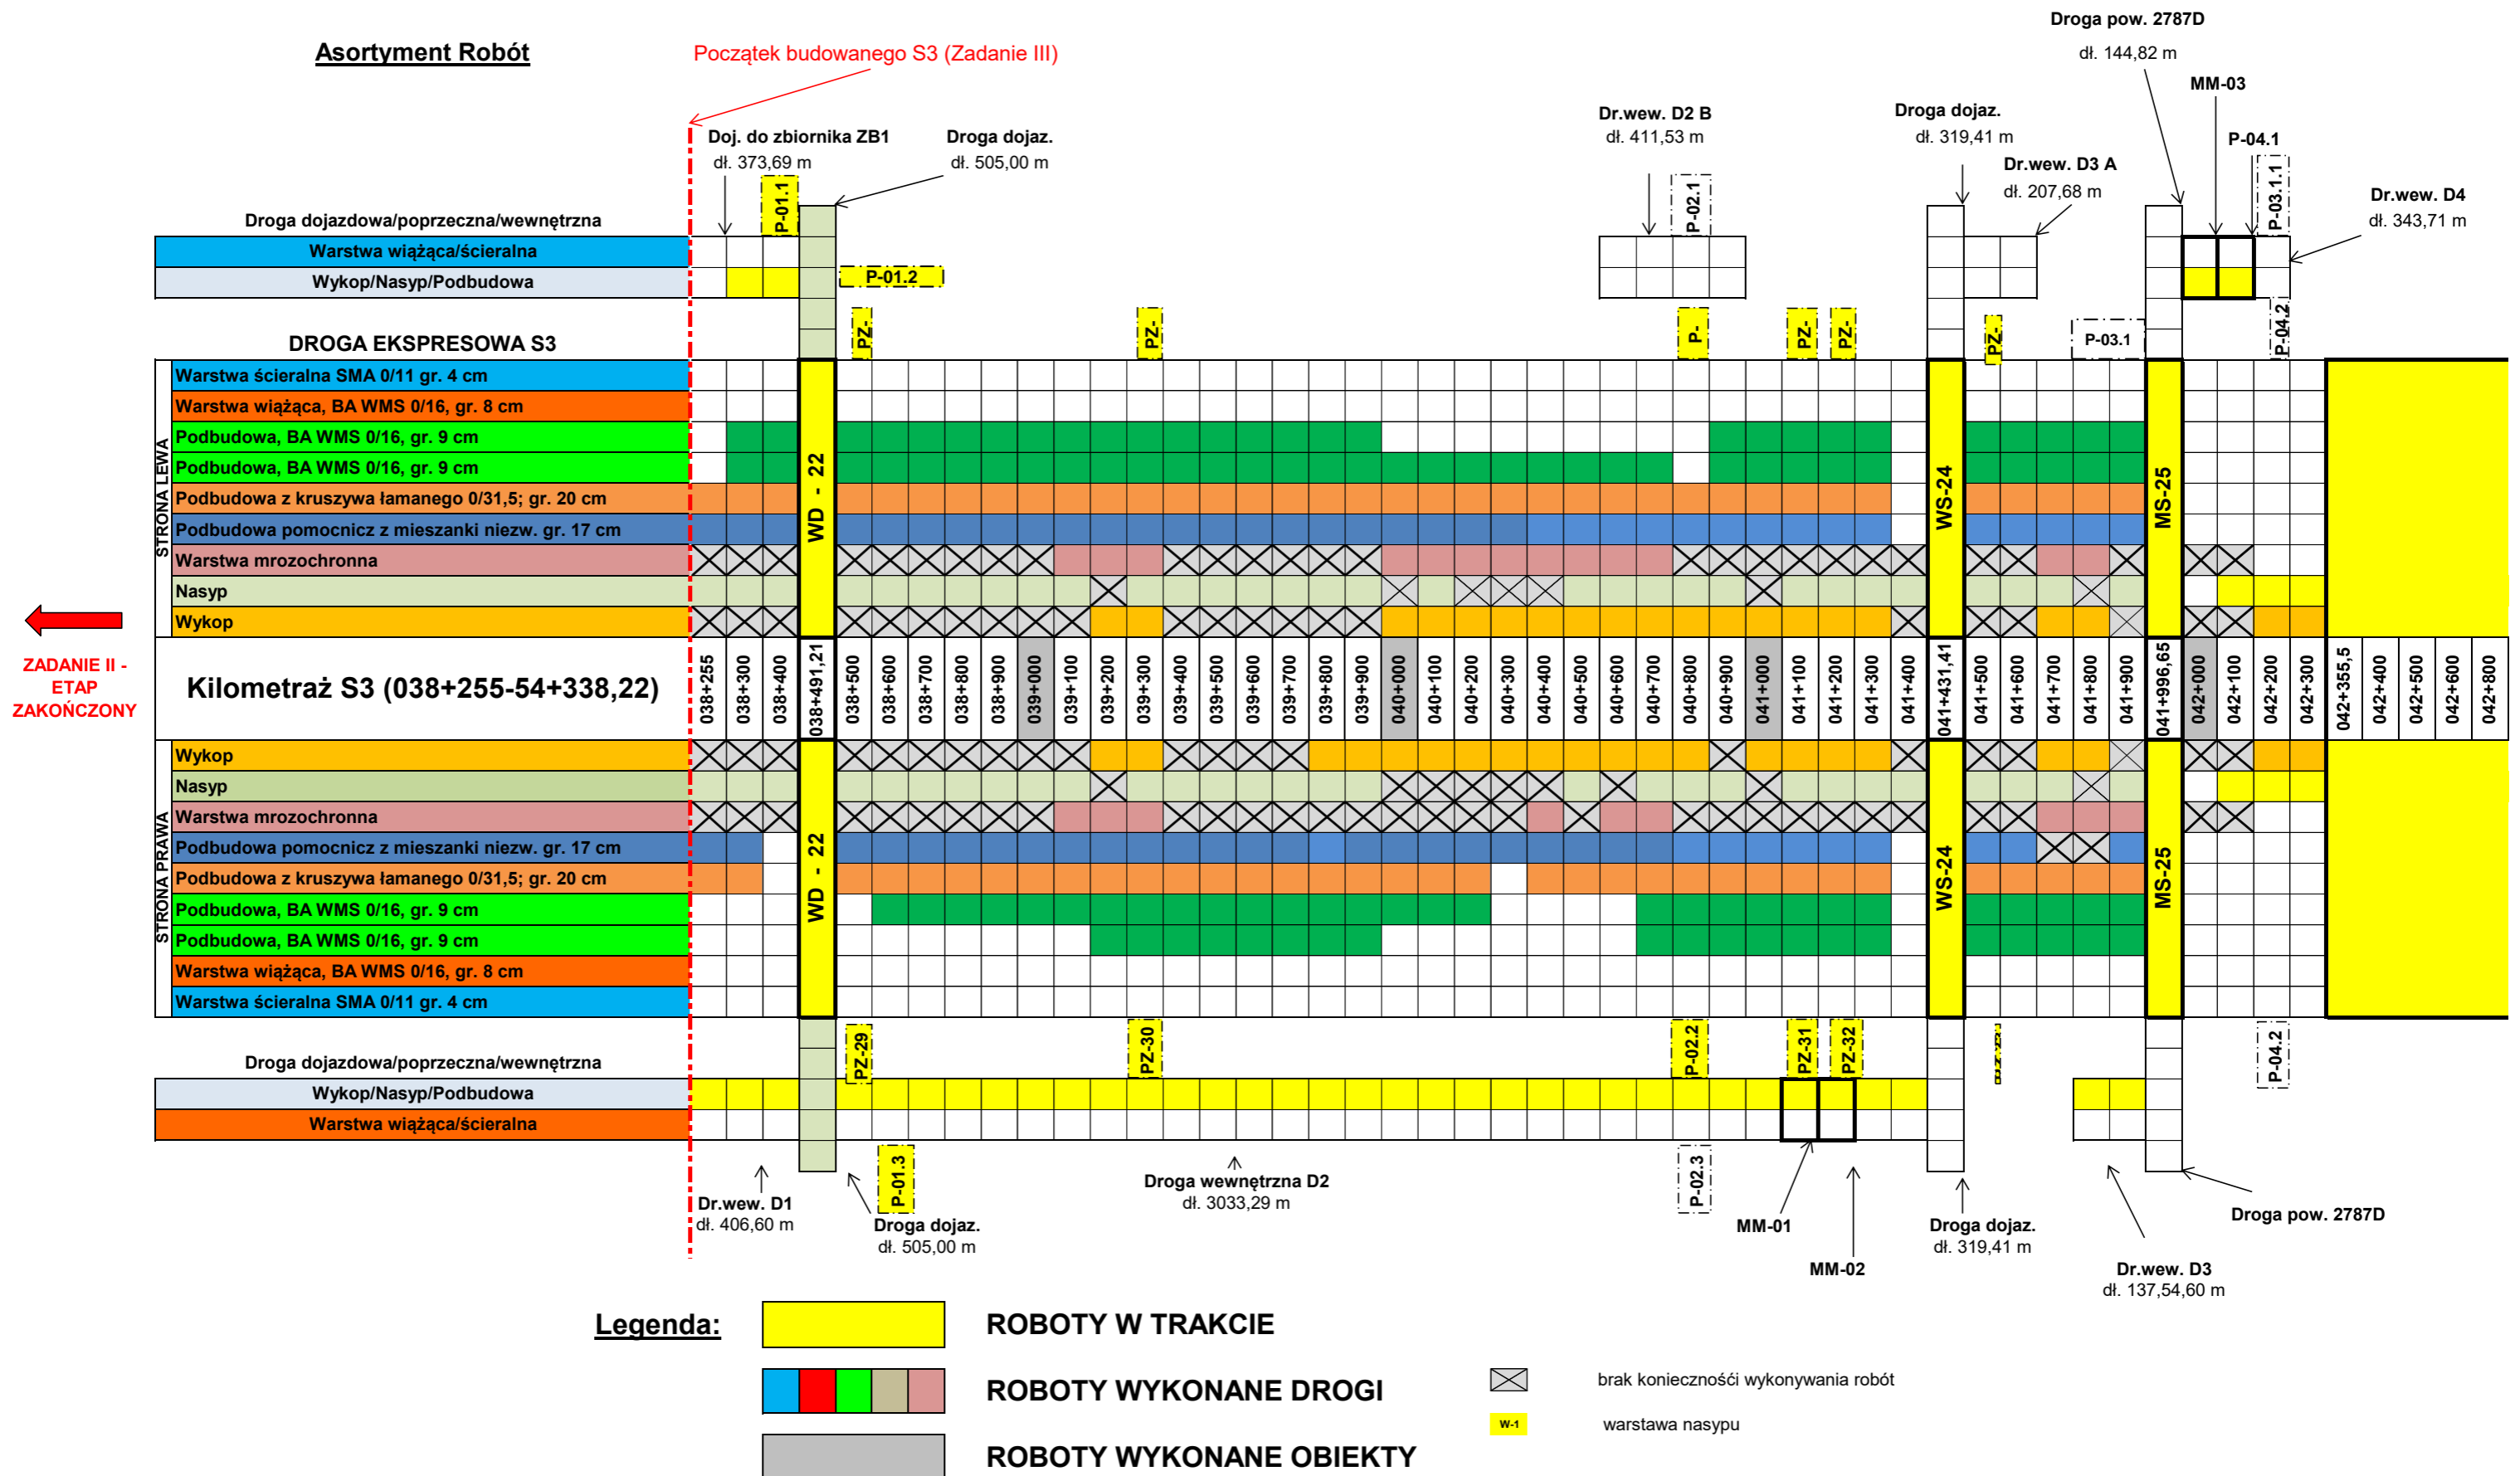 Droga pow. 2787D
dł. 144,82 m
Asortyment Robót
Początek budowanego S3 (Zadanie III)
MM-03
Doj. do zbiornika ZB1
dł. 373,69 m
Droga dojaz.
dł. 505,00 m
Dr.wew. D2 B
dł. 411,53 m
Droga dojaz.
dł. 319,41 m
P-04.1
Dr.wew. D3 A
dł. 207,68 m
Dr.wew. D4
dł. 343,71 m
P-01.1
P-02.1
P-03.1.1
Droga dojazdowa/poprzeczna/wewnętrzna
Warstwa wiążąca/ścieralna
Wykop/Nasyp/Podbudowa
P-01.2
PZ-
PZ-
P-
PZ-
PZ-
PZ-
P-03.1
P-04.2
DROGA EKSPRESOWA S3
STRONA LEWA
Warstwa ścieralna SMA 0/11 gr. 4 cm
Warstwa wiążąca, BA WMS 0/16, gr. 8 cm
Podbudowa, BA WMS 0/16, gr. 9 cm
Podbudowa, BA WMS 0/16, gr. 9 cm
Podbudowa z kruszywa łamanego 0/31,5; gr. 20 cm
Podbudowa pomocnicz z mieszanki niezw. gr. 17 cm
Warstwa mrozochronna
Nasyp
Wykop
WD - 22
WS-24
MS-25
ZADANIE II -
ETAP
ZAKOŃCZONY
Kilometraż S3 (038+255-54+338,22)
038+255
038+300
038+400
038+491,21
038+500
038+600
038+700
038+800
038+900
039+000
039+100
039+200
039+300
039+400
039+500
039+600
039+700
039+800
039+900
040+000
040+100
040+200
040+300
040+400
040+500
040+600
040+700
040+800
040+900
041+000
041+100
041+200
041+300
041+400
041+431,41
041+500
041+600
041+700
041+800
041+900
041+996,65
042+000
042+100
042+200
042+300
042+355,5
042+400
042+500
042+600
042+800
STRONA PRAWA
Wykop
Nasyp
Warstwa mrozochronna
Podbudowa pomocnicz z mieszanki niezw. gr. 17 cm
Podbudowa z kruszywa łamanego 0/31,5; gr. 20 cm
Podbudowa, BA WMS 0/16, gr. 9 cm
Podbudowa, BA WMS 0/16, gr. 9 cm
Warstwa wiążąca, BA WMS 0/16, gr. 8 cm
Warstwa ścieralna SMA 0/11 gr. 4 cm
WD - 22
WS-24
MS-25
PZ-29
PZ-30
P-02.2
PZ-31
PZ-32
P-04.2
Droga dojazdowa/poprzeczna/wewnętrzna
Wykop/Nasyp/Podbudowa
Warstwa wiążąca/ścieralna
P-01.3
P-02.3
Dr.wew. D1
dł. 406,60 m
Droga dojaz.
dł. 505,00 m
Droga wewnętrzna D2
dł. 3033,29 m
MM-01
MM-02
Droga dojaz.
dł. 319,41 m
Droga pow. 2787D
Dr.wew. D3
dł. 137,54,60 m
Legenda:
ROBOTY W TRAKCIE
ROBOTY WYKONANE DROGI
ROBOTY WYKONANE OBIEKTY
brak koniecznośći wykonywania robót
W-1
warstawa nasypu